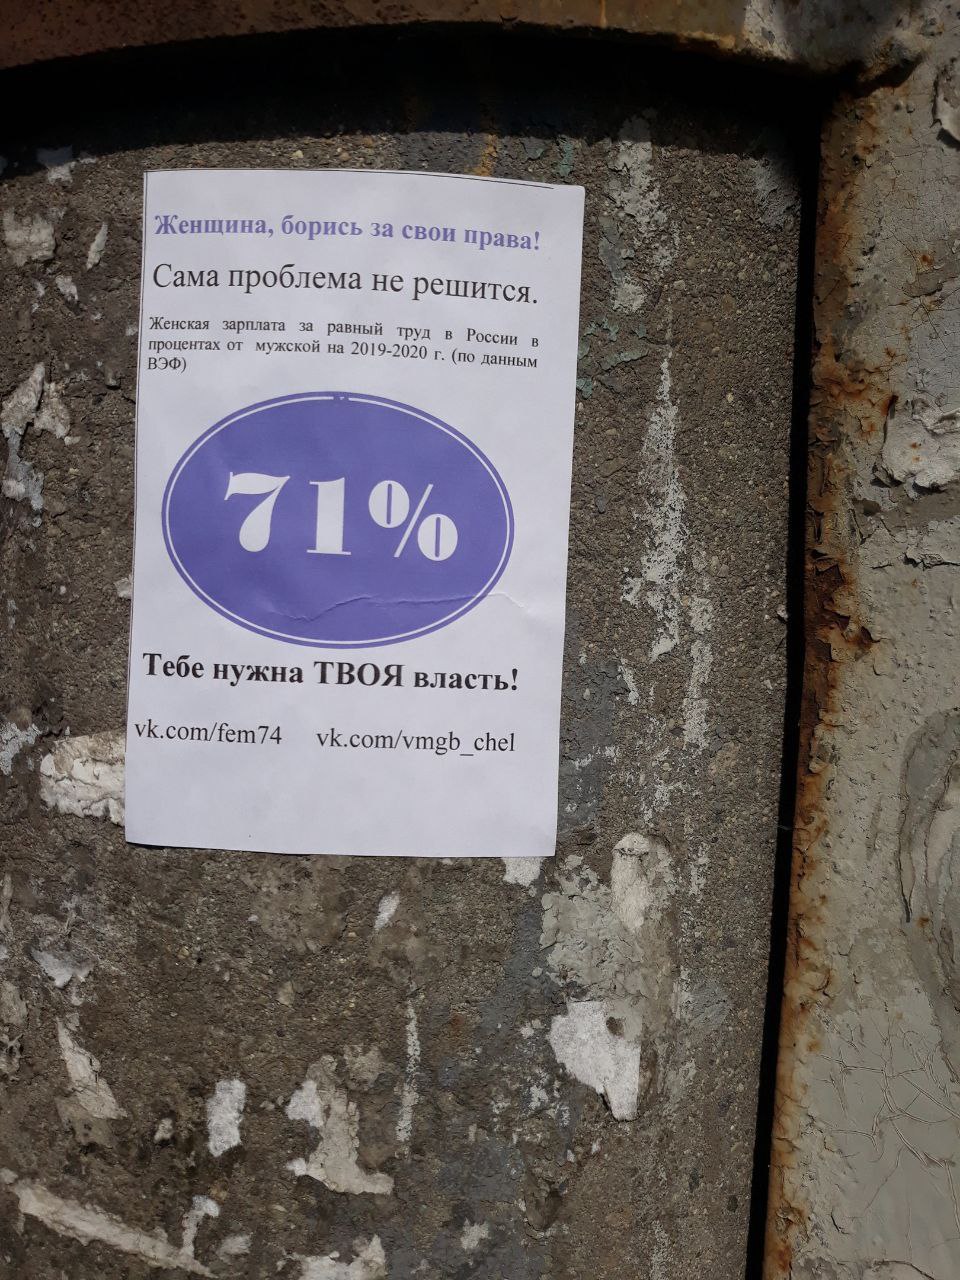 Женщина, борись за свои права!
Сама проблема не решится.
Женская зарплата за равный труд в России в
процентах от мужской на 2019-2020 г. (по данным
ВЭФ)
71%
Тебе нужна ТВОЯ власть!
vk.com/fem74 vk.com/vmgb_chel